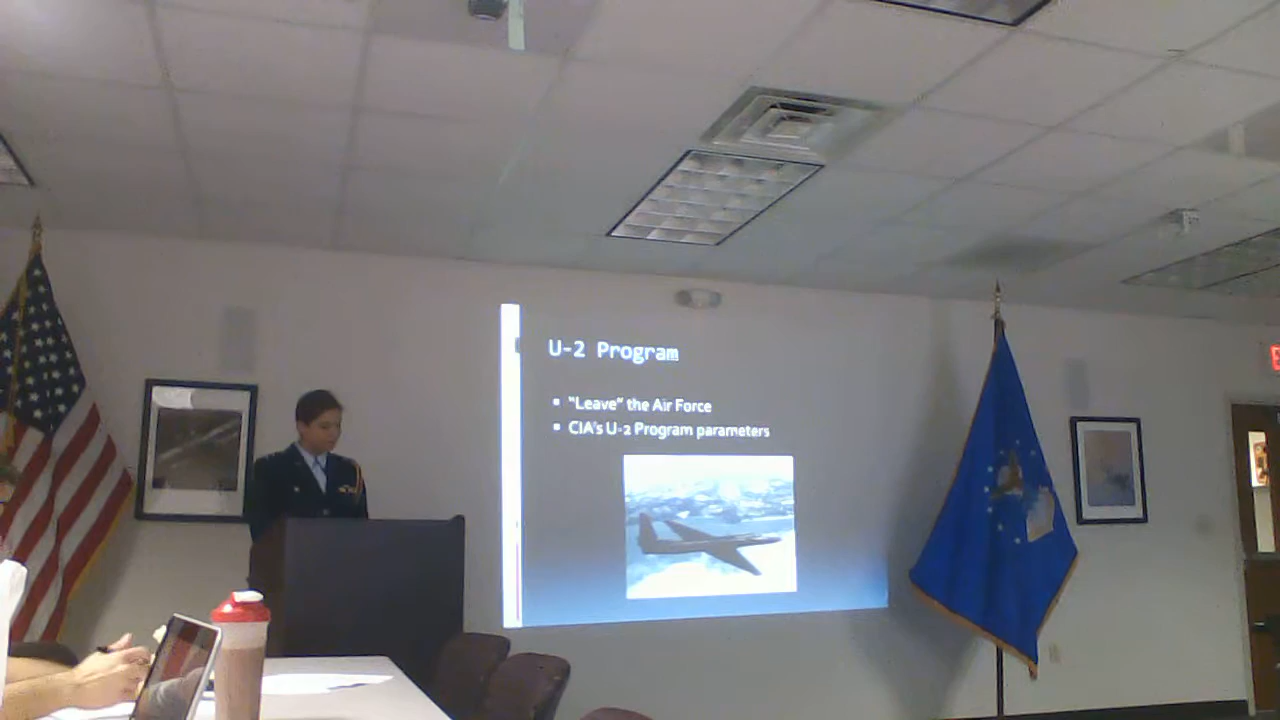 U-2 Program
▪ "Leave" the Air Force
▪ CIA's U-2 Program parameters